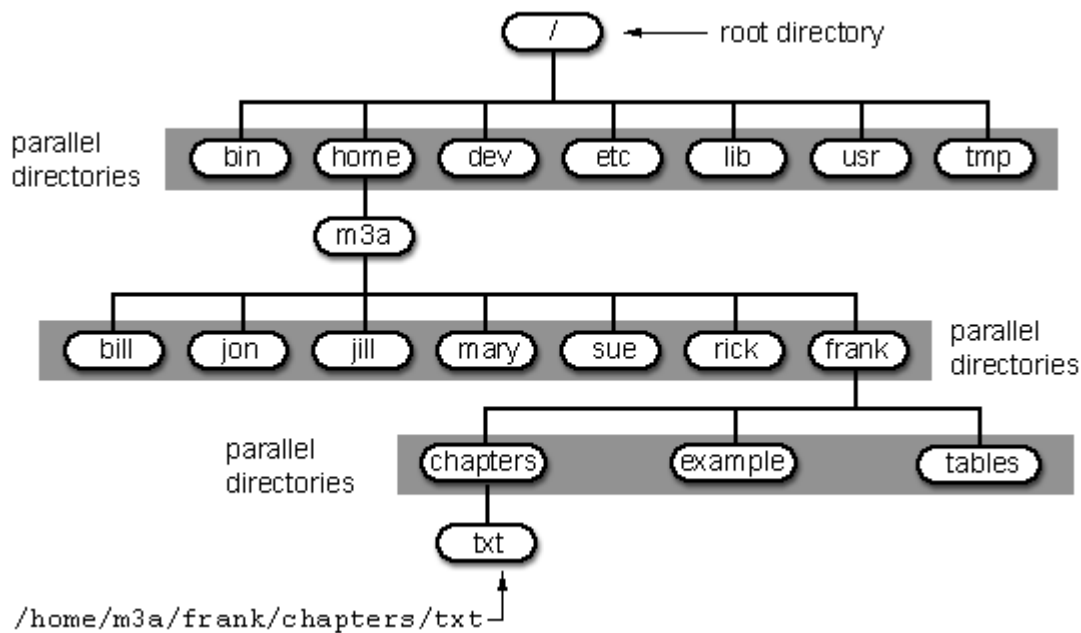 /
root directory
parallel
directories
bin home dev etc lib usr tmp
m3a
bill jon jill mary sue rick frank
parallel
directories
parallel
directories
chapters example tables
txt
/home/m3a/frank/chapters/txt